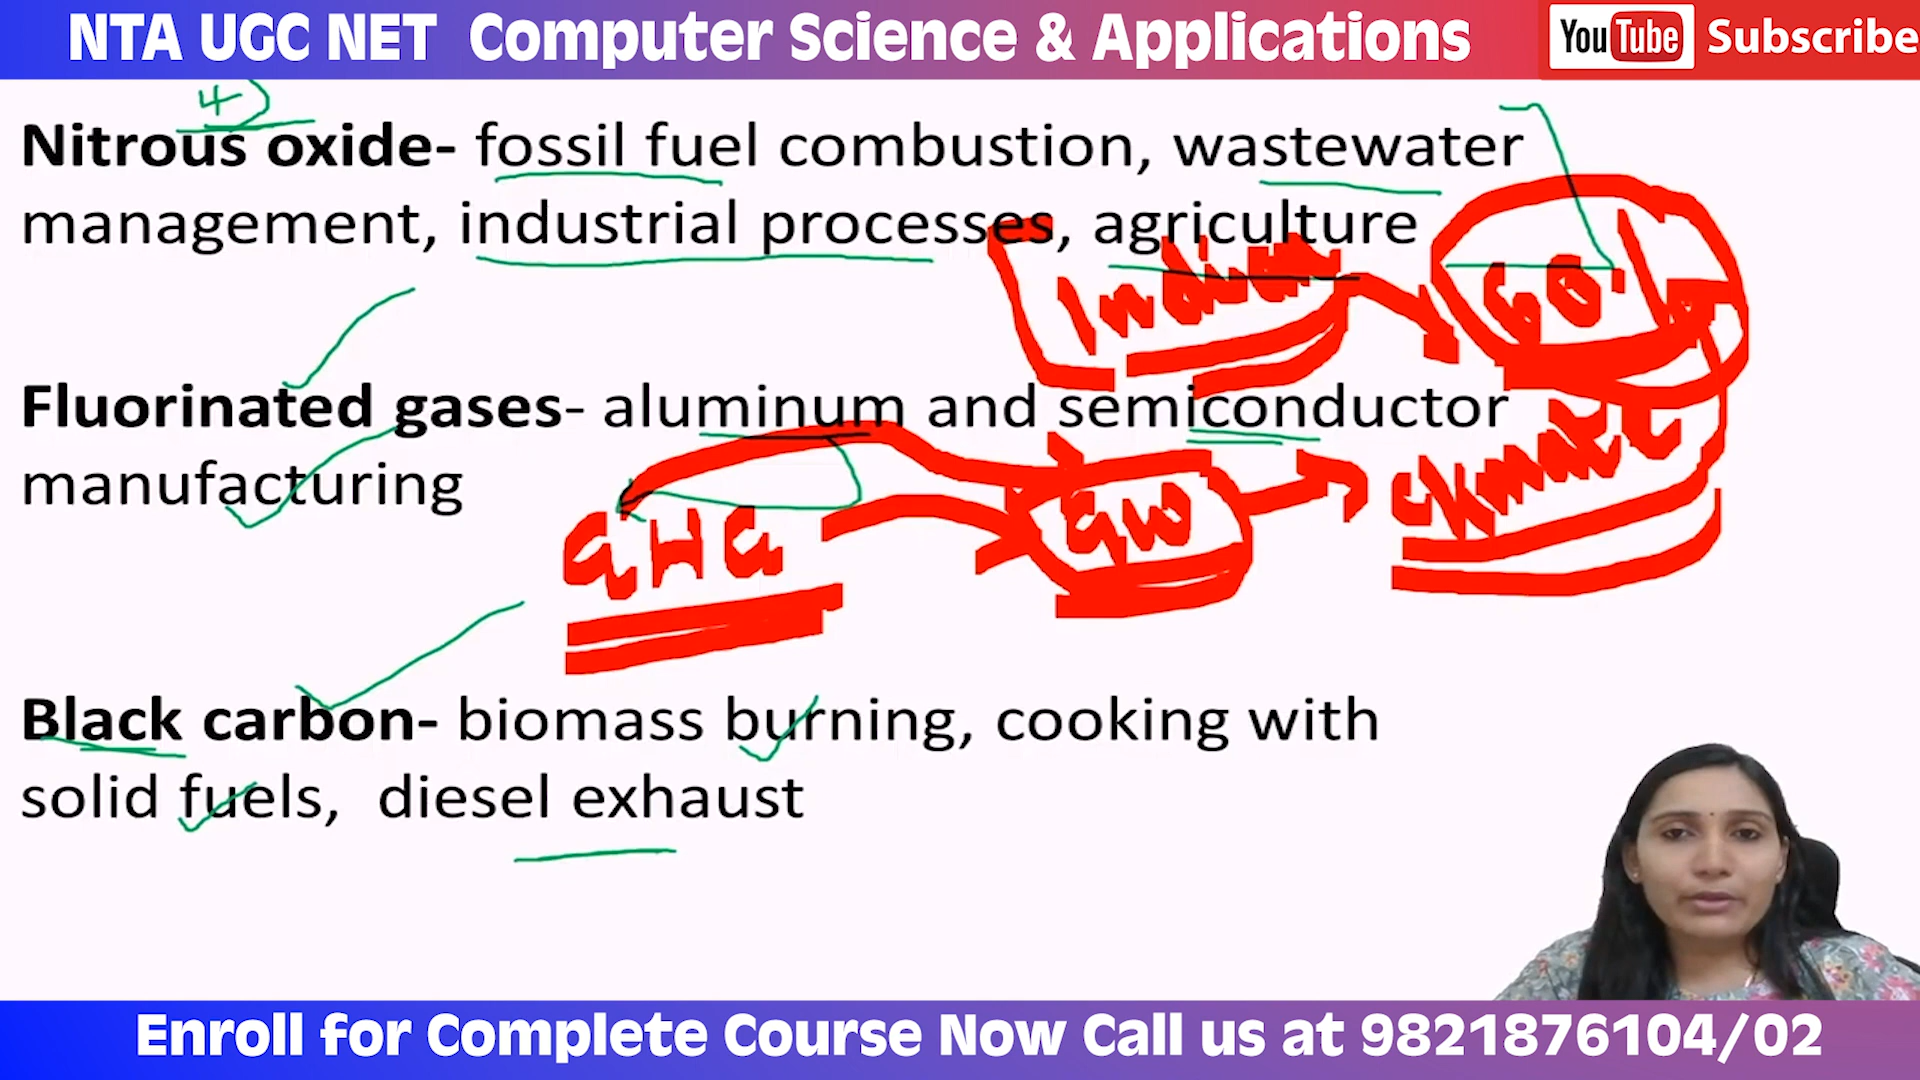 NTA UGC NET Computer Science & Applications
YouTube Subscribe
4)
Nitrous oxide- fossil fuel combustion, wastewater
management, industrial processes, agriculture
Indian 60%
Fluorinated gases- aluminum and semiconductor
manufacturing
GHG GW
Black carbon- biomass burning, cooking with
solid fuels, diesel exhaust
Enroll for Complete Course Now Call us at 9821876104/02